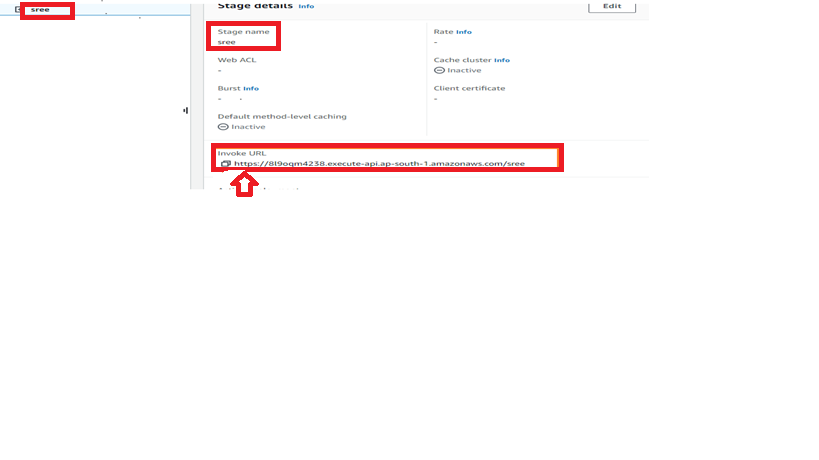 sree
Stage details Info
Edit
Stage name
sree
Rate Info
-
Web ACL
-
Cache cluster Info
Inactive
Burst Info
-
Client certificate
-
Default method-level caching
Inactive
Invoke URL
https://8l9oqm4238.execute-api.ap-south-1.amazonaws.com/sree